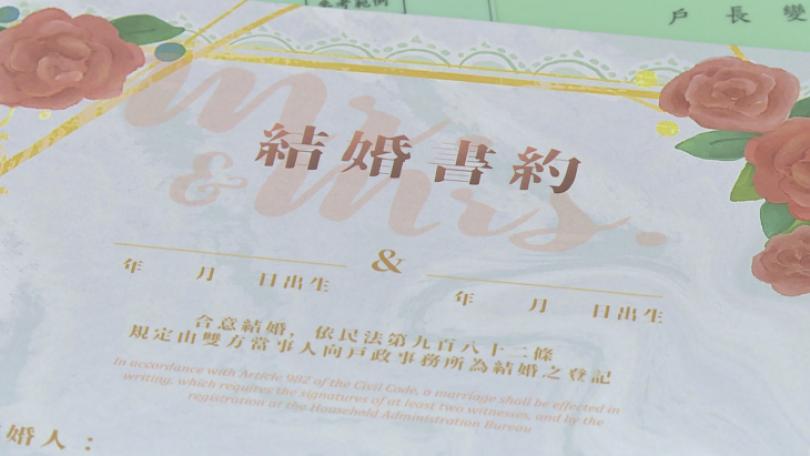 參考範例
戶 長 變
Mr.
& Mrs.
結婚書約
&
年 月 日出生
年 月 日出生
合意結婚，依民法第九百八十二條
規定由雙方當事人向戶政事務所為結婚之登記
In accordance with Article 982 of the Civil Code, a marriage shall be effected in
writing, which requires the signatures of at least two witnesses, and by the
registration at the Household Administration Bureau
婚人：